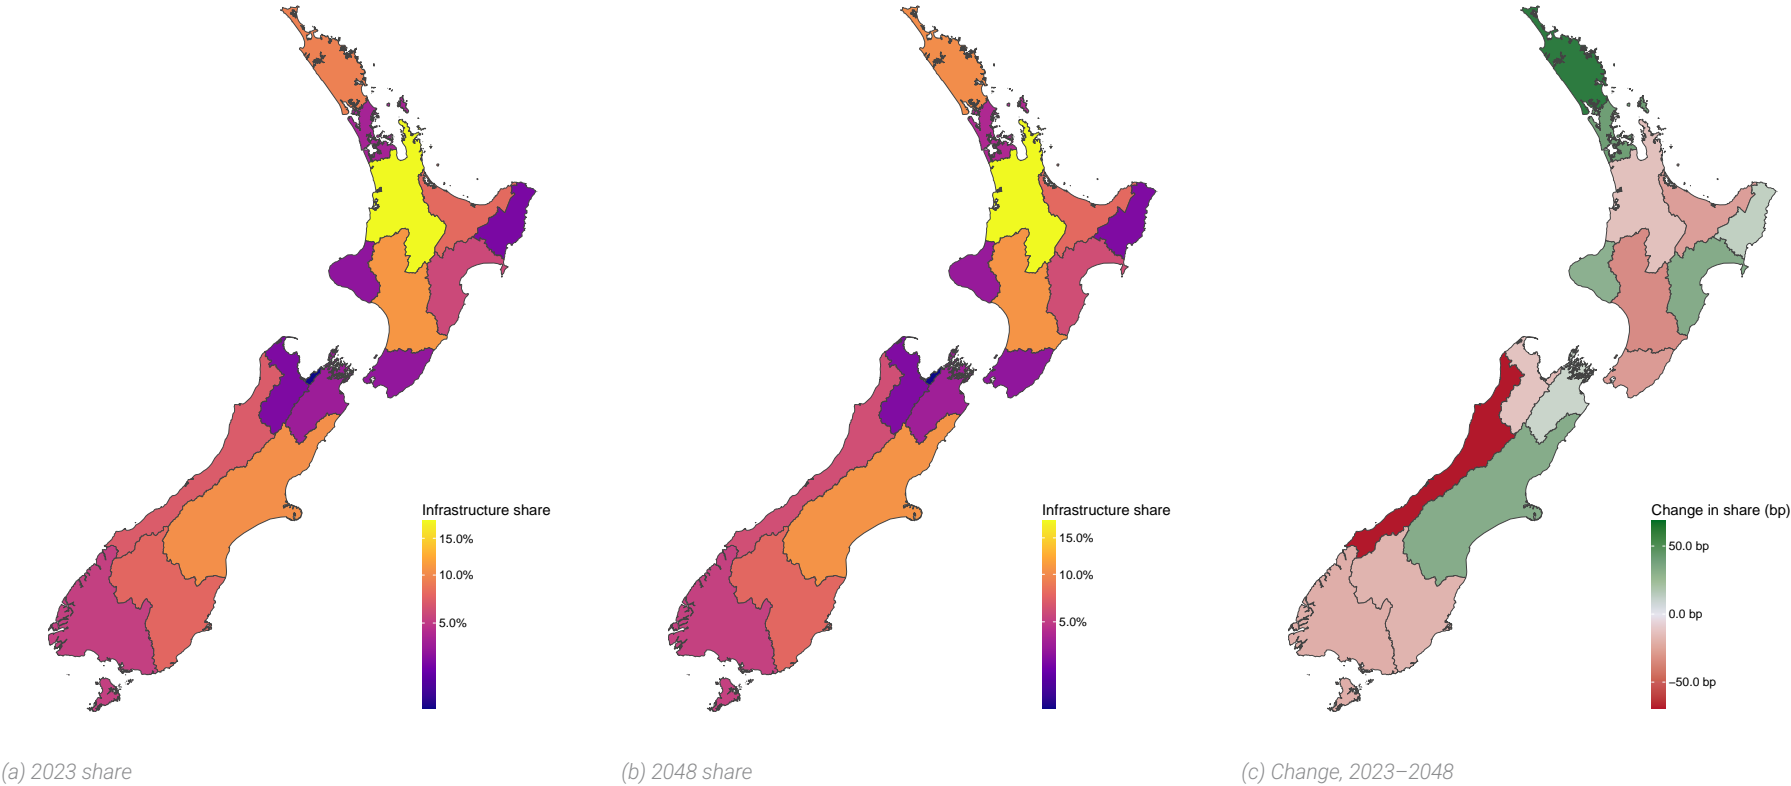 Infrastructure share
15.0%
10.0%
5.0%
Infrastructure share
15.0%
10.0%
5.0%
Change in share (bp)
50.0 bp
0.0 bp
−50.0 bp
(a) 2023 share
(b) 2048 share
(c) Change, 2023–2048